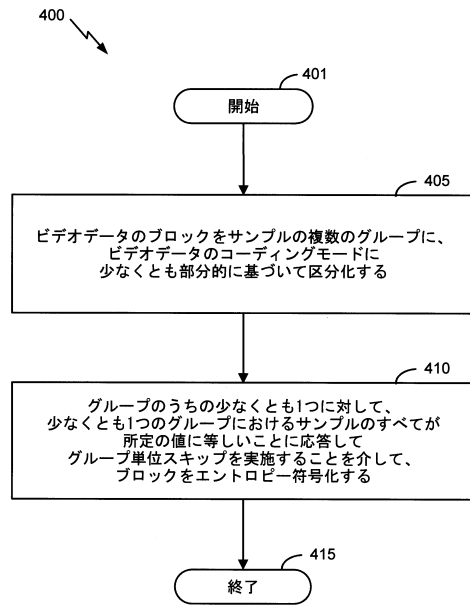 400
401
開始
405
ビデオデータのブロックをサンプルの複数のグループに、
ビデオデータのコーディングモードに
少なくとも部分的に基づいて区分化する
410
グループのうちの少なくとも1つに対して、
少なくとも1つのグループにおけるサンプルのすべてが
所定の値に等しいことに応答して
グループ単位スキップを実施することを介して、
ブロックをエントロピー符号化する
415
終了